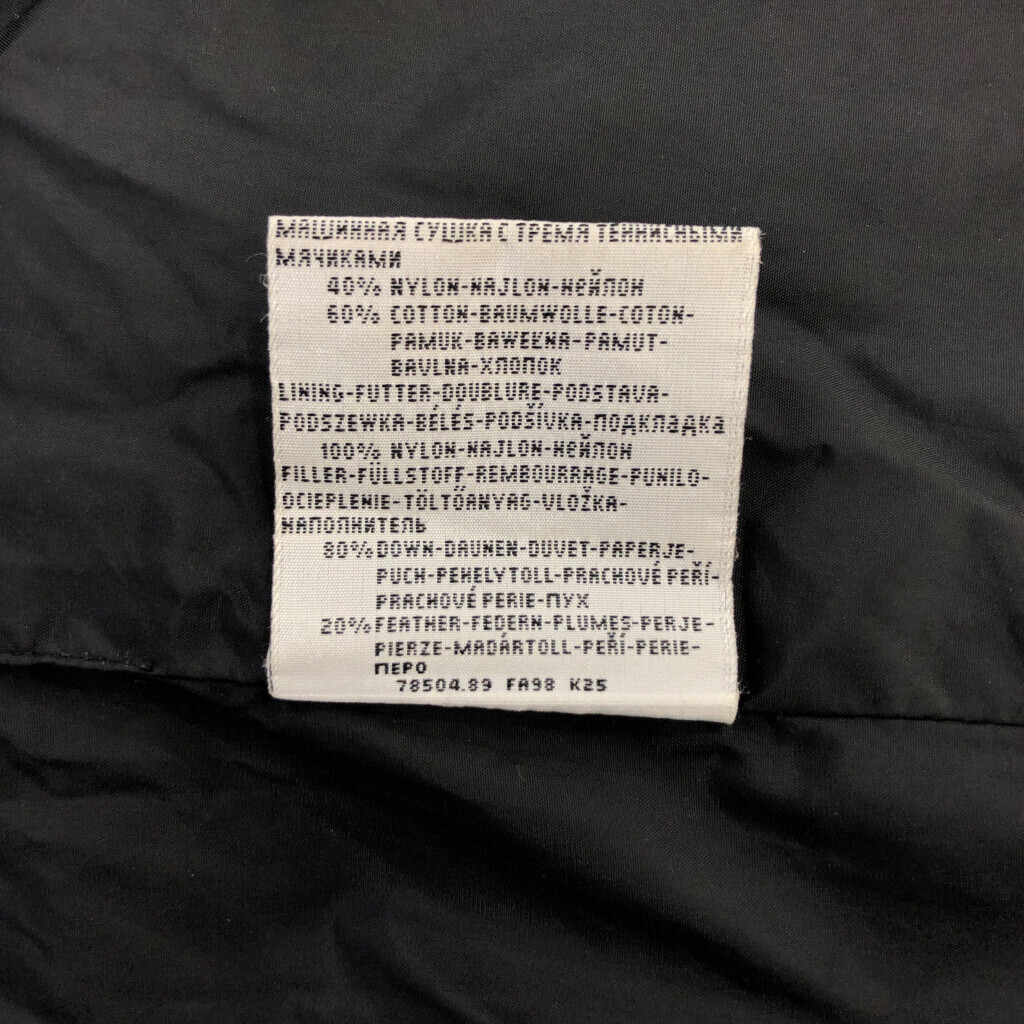 МАШИННАЯ СУШКА С ТРЕМЯ ТЕННИСНЫМИ
МЯЧИКАМИ
40% NYLON-NAJLON-НЕЙЛОН
60% COTTON-BAUMWOLLE-COTON-
PAMUK-BAWEŁNA-PAMUT-
BAVLNA-ХЛОПОК
LINING-FUTTER-DOUBLURE-PODSTAVA-
PODSZEWKA-BÉLÉS-PODŠÍVKA-ПОДКЛАДКА
100% NYLON-NAJLON-НЕЙЛОН
FILLER-FÜLLSTOFF-REMBOURRAGE-PUNILO-
OCIEPLENIE-TÖLTŐANYAG-VLOŽKA-
НАПОЛНИТЕЛЬ
80% DOWN-DAUNEN-DUVET-PAPERJE-
PUCH-PEHELYTOLL-PRACHOVÉ PEŘÍ-
PRACHOVÉ PERIE-ПУХ
20% FEATHER-FEDERN-PLUMES-PERJE-
PIERZE-MADÁRTOLL-PEŘÍ-PERIE-
ПЕРО
78504.89 FA98 K25